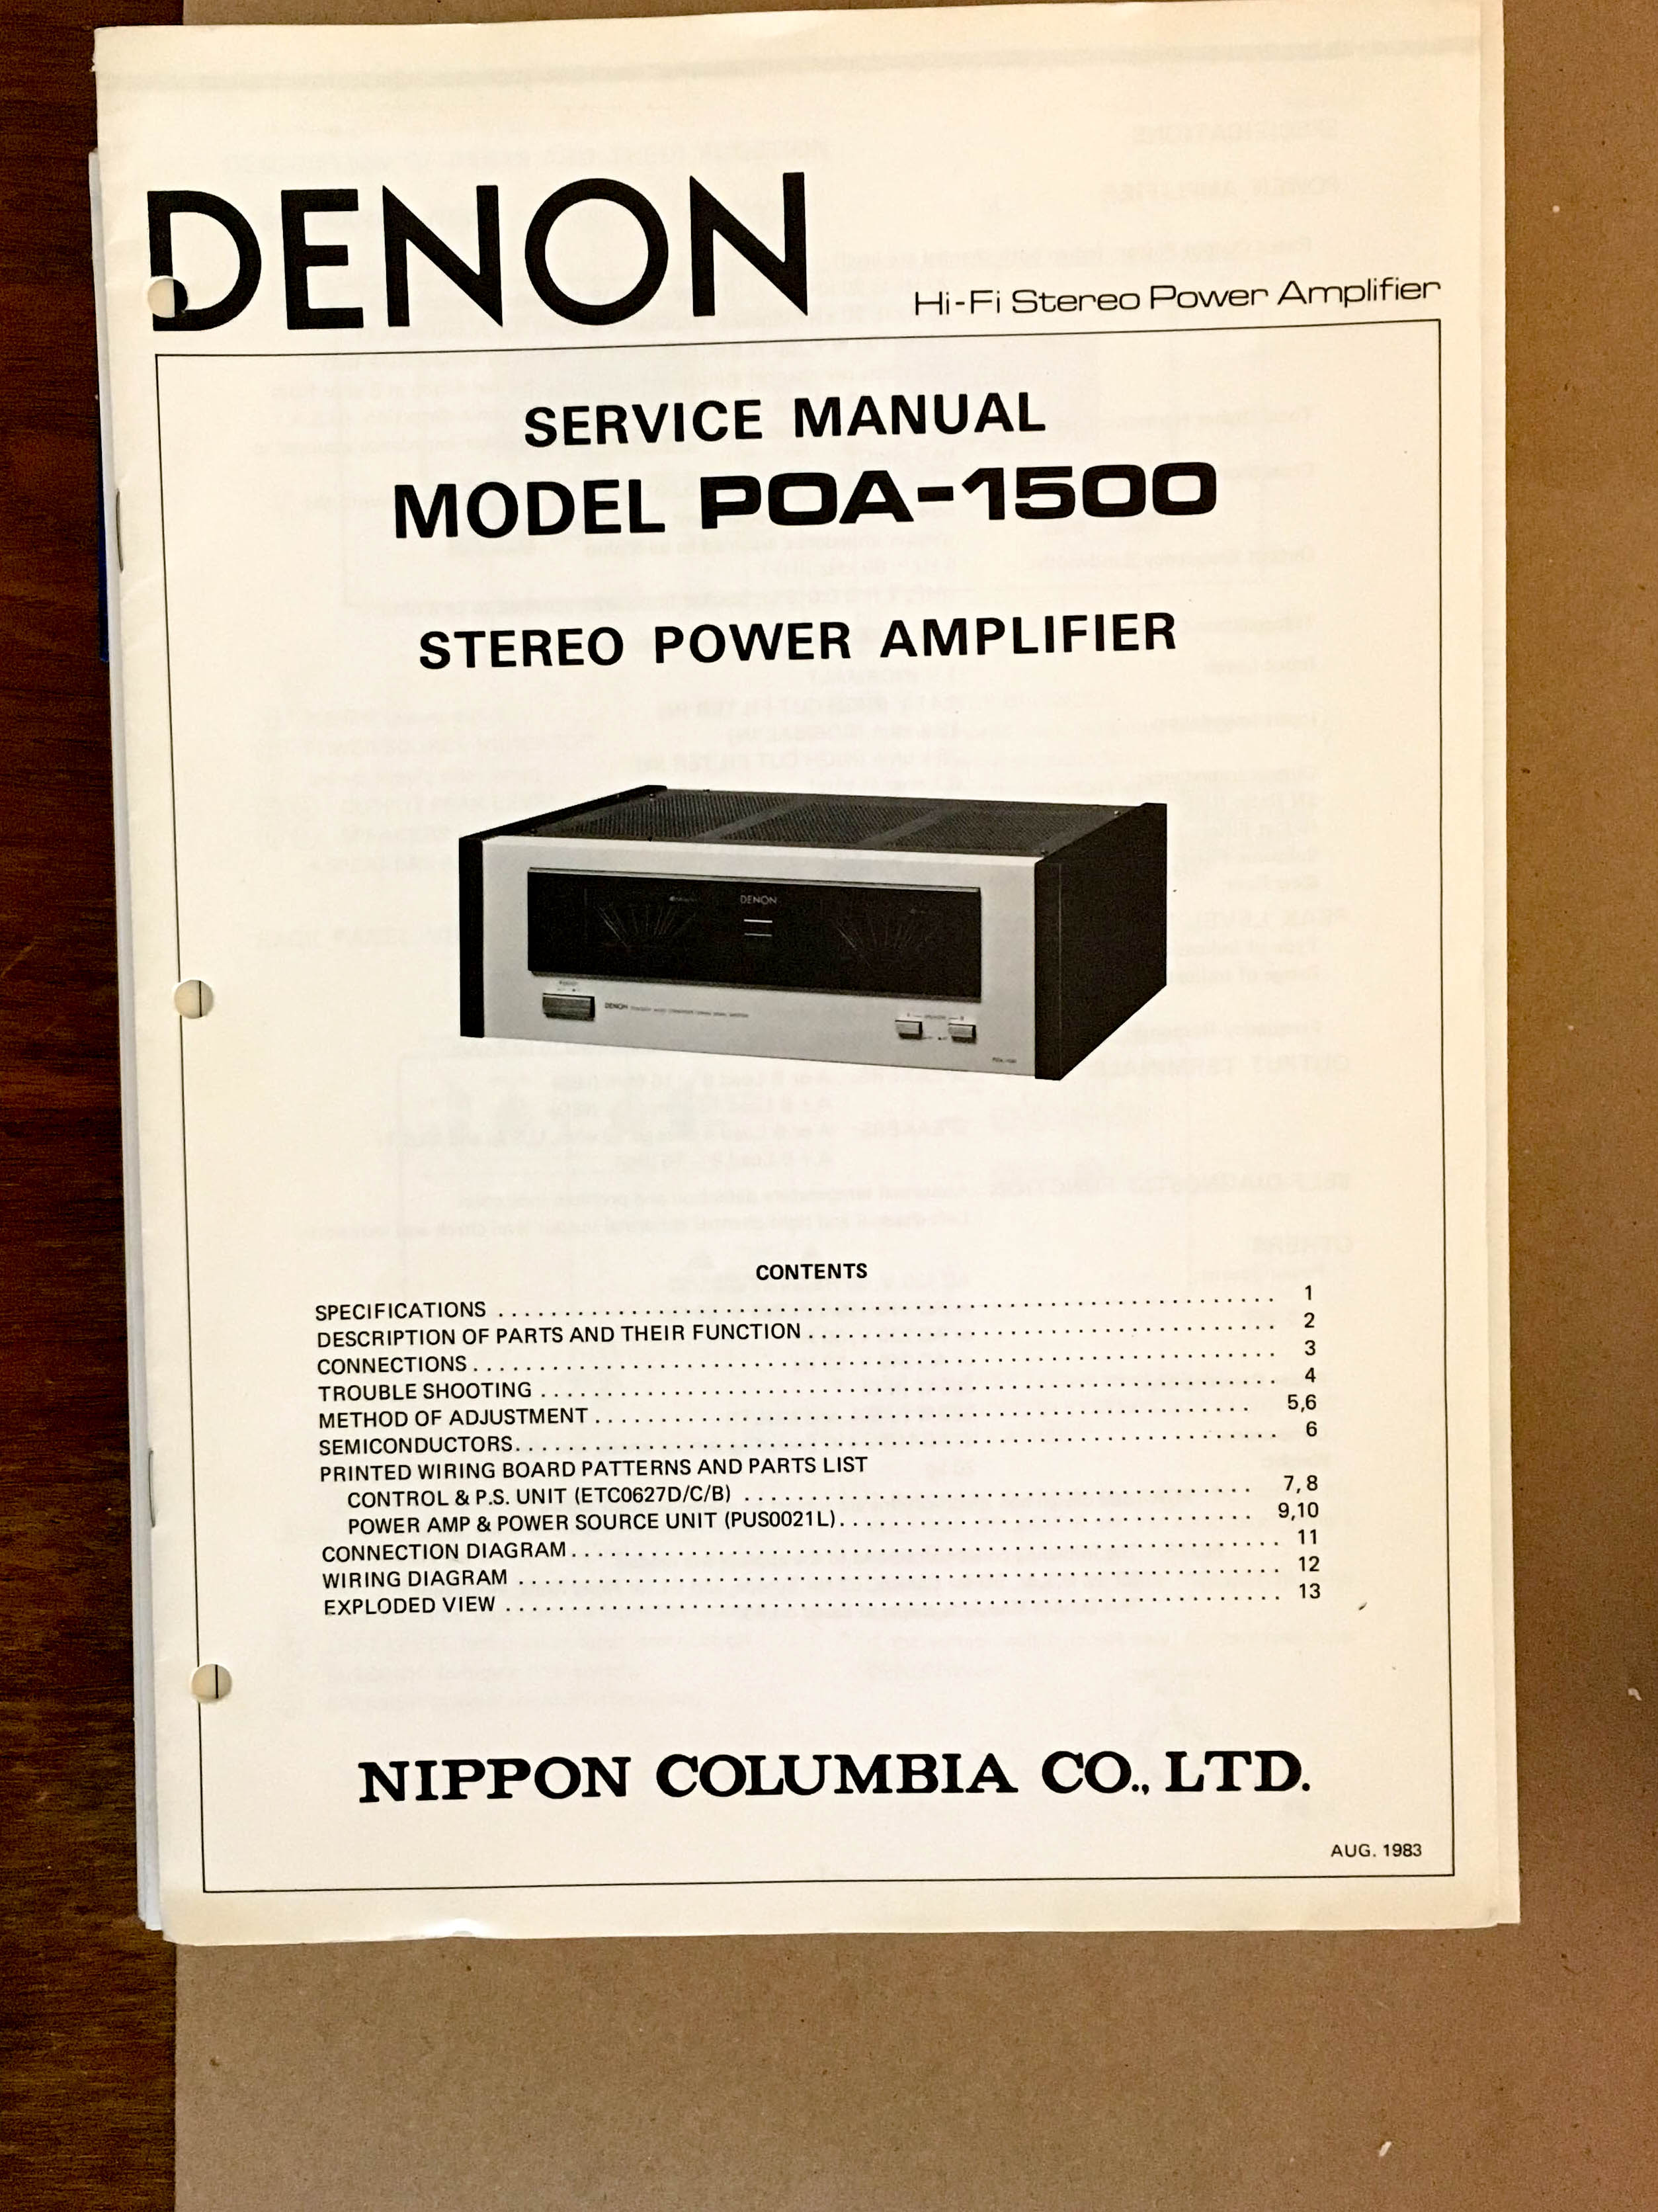 DENON
Hi-Fi Stereo Power Amplifier
SERVICE MANUAL
MODEL POA-1500
STEREO POWER AMPLIFIER
DENON
DENON
CONTENTS
SPECIFICATIONS . . . . . . . . . . . . . . . . . . . . 1
DESCRIPTION OF PARTS AND THEIR FUNCTION . . . . . . . . . . . . . . . . . . . . 2
CONNECTIONS . . . . . . . . . . . . . . . . . . . . 3
TROUBLE SHOOTING . . . . . . . . . . . . . . . . . . . . 4
METHOD OF ADJUSTMENT . . . . . . . . . . . . . . . . . . . . 5,6
SEMICONDUCTORS. . . . . . . . . . . . . . . . . . . . 6
PRINTED WIRING BOARD PATTERNS AND PARTS LIST
CONTROL & P.S. UNIT (ETC0627D/C/B) . . . . . . . . . . . . . . . . . . . . 7, 8
POWER AMP & POWER SOURCE UNIT (PUS0021L). . . . . . . . . . . . . . . . . . . . 9,10
CONNECTION DIAGRAM . . . . . . . . . . . . . . . . . . . . 11
WIRING DIAGRAM . . . . . . . . . . . . . . . . . . . . 12
EXPLODED VIEW . . . . . . . . . . . . . . . . . . . . 13
NIPPON COLUMBIA CO., LTD.
AUG. 1983